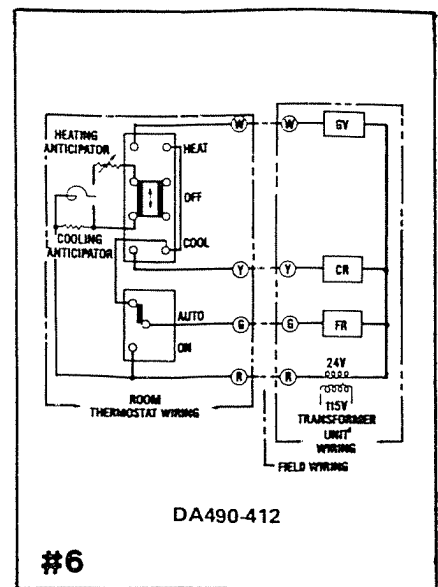 W
W
GV
HEATING
ANTICIPATOR
HEAT
OFF
COOLING
ANTICIPATOR
COOL
Y
Y
CR
AUTO
G
G
FR
ON
24V
R
R
ROOM
THERMOSTAT WIRING
115V
TRANSFORMER
UNIT
WIRING
FIELD WIRING
DA490-412
#6